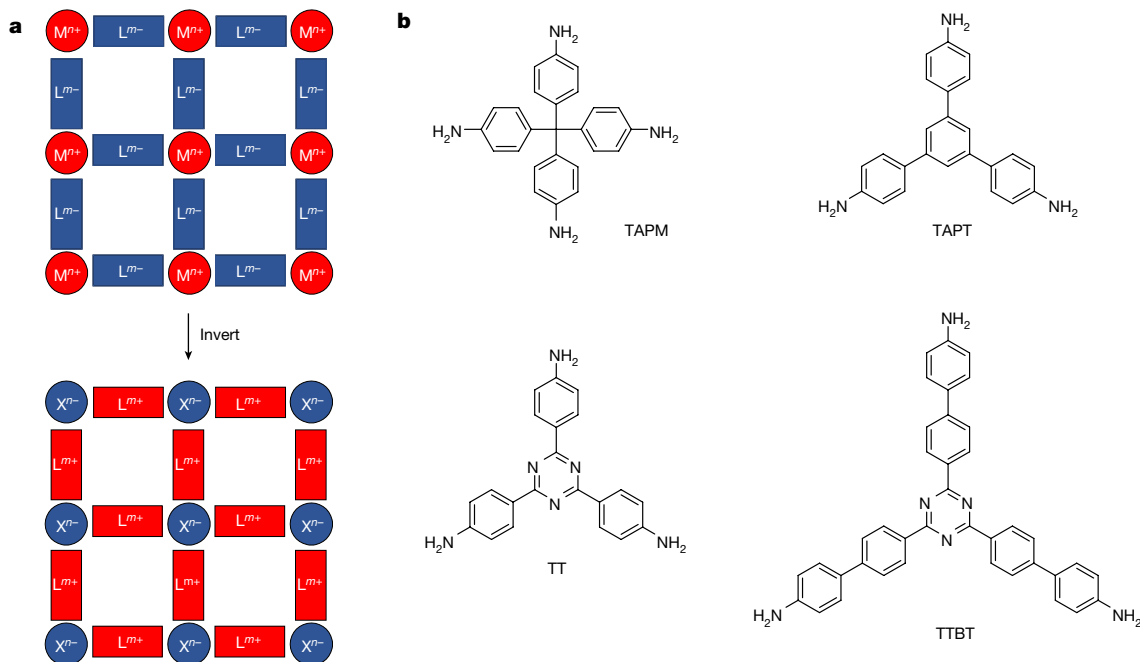 a
Mⁿ⁺ Lᵐ⁻ Mⁿ⁺ Lᵐ⁻ Mⁿ⁺
Lᵐ⁻ Lᵐ⁻ Lᵐ⁻
Mⁿ⁺ Lᵐ⁻ Mⁿ⁺ Lᵐ⁻ Mⁿ⁺
Lᵐ⁻ Lᵐ⁻ Lᵐ⁻
Mⁿ⁺ Lᵐ⁻ Mⁿ⁺ Lᵐ⁻ Mⁿ⁺
Invert
Xⁿ⁻ Lᵐ⁺ Xⁿ⁻ Lᵐ⁺ Xⁿ⁻
Lᵐ⁺ Lᵐ⁺ Lᵐ⁺
Xⁿ⁻ Lᵐ⁺ Xⁿ⁻ Lᵐ⁺ Xⁿ⁻
Lᵐ⁺ Lᵐ⁺ Lᵐ⁺
Xⁿ⁻ Lᵐ⁺ Xⁿ⁻ Lᵐ⁺ Xⁿ⁻
b
NH₂
H₂N NH₂
NH₂
TAPM
NH₂
H₂N NH₂
TAPT
NH₂
N N
N
H₂N NH₂
TT
NH₂
N N
N
H₂N NH₂
TTBT